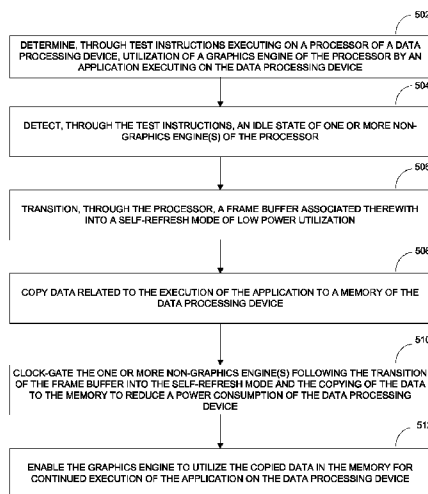 502
DETERMINE, THROUGH TEST INSTRUCTIONS EXECUTING ON A PROCESSOR OF A DATA
PROCESSING DEVICE, UTILIZATION OF A GRAPHICS ENGINE OF THE PROCESSOR BY AN
APPLICATION EXECUTING ON THE DATA PROCESSING DEVICE
504
DETECT, THROUGH THE TEST INSTRUCTIONS, AN IDLE STATE OF ONE OR MORE NON-
GRAPHICS ENGINE(S) OF THE PROCESSOR
506
TRANSITION, THROUGH THE PROCESSOR, A FRAME BUFFER ASSOCIATED THEREWITH
INTO A SELF-REFRESH MODE OF LOW POWER UTILIZATION
508
COPY DATA RELATED TO THE EXECUTION OF THE APPLICATION TO A MEMORY OF THE
DATA PROCESSING DEVICE
510
CLOCK-GATE THE ONE OR MORE NON-GRAPHICS ENGINE(S) FOLLOWING THE TRANSITION
OF THE FRAME BUFFER INTO THE SELF-REFRESH MODE AND THE COPYING OF THE DATA
TO THE MEMORY TO REDUCE A POWER CONSUMPTION OF THE DATA PROCESSING
DEVICE
512
ENABLE THE GRAPHICS ENGINE TO UTILIZE THE COPIED DATA IN THE MEMORY FOR
CONTINUED EXECUTION OF THE APPLICATION ON THE DATA PROCESSING DEVICE